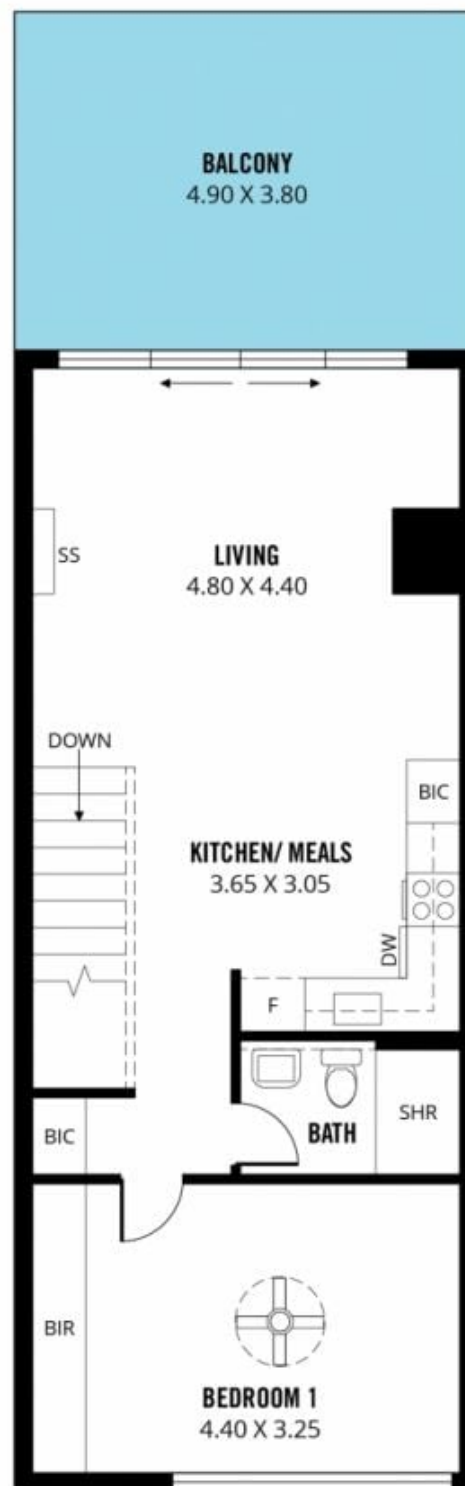 BALCONY
4.90 X 3.80
SS
LIVING
4.80 X 4.40
DOWN
BIC
KITCHEN/ MEALS
3.65 X 3.05
DW
F
BIC
BATH
SHR
BIR
BEDROOM 1
4.40 X 3.25